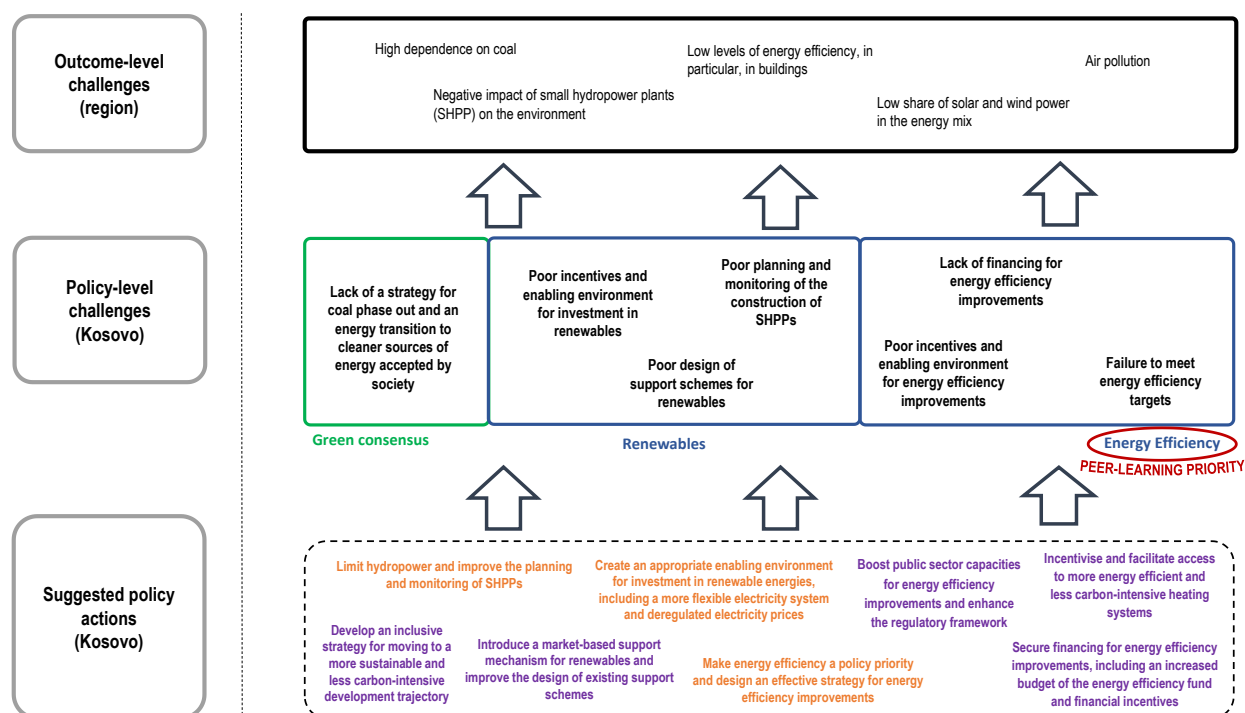 Outcome-level
challenges
(region)
High dependence on coal
Negative impact of small hydropower plants
(SHPP) on the environment
Low levels of energy efficiency, in
particular, in buildings
Low share of solar and wind power
in the energy mix
Air pollution
Policy-level
challenges
(Kosovo)
Lack of a strategy for
coal phase out and an
energy transition to
cleaner sources of
energy accepted by
society
Poor incentives and
enabling environment
for investment in
renewables
Poor planning and
monitoring of the
construction of
SHPPs
Poor design of
support schemes for
renewables
Lack of financing for
energy efficiency
improvements
Poor incentives and
enabling environment
for energy efficiency
improvements
Failure to meet
energy efficiency
targets
Green consensus
Renewables
Energy Efficiency
PEER-LEARNING PRIORITY
Suggested policy
actions
(Kosovo)
Limit hydropower and improve the planning
and monitoring of SHPPs
Create an appropriate enabling environment
for investment in renewable energies,
including a more flexible electricity system
and deregulated electricity prices
Boost public sector capacities
for energy efficiency
improvements and enhance
the regulatory framework
Incentivise and facilitate access
to more energy efficient and
less carbon-intensive heating
systems
Develop an inclusive
strategy for moving to a
more sustainable and
less carbon-intensive
development trajectory
Introduce a market-based support
mechanism for renewables and
improve the design of existing support
schemes
Make energy efficiency a policy priority
and design an effective strategy for energy
efficiency improvements
Secure financing for energy efficiency
improvements, including an increased
budget of the energy efficiency fund
and financial incentives